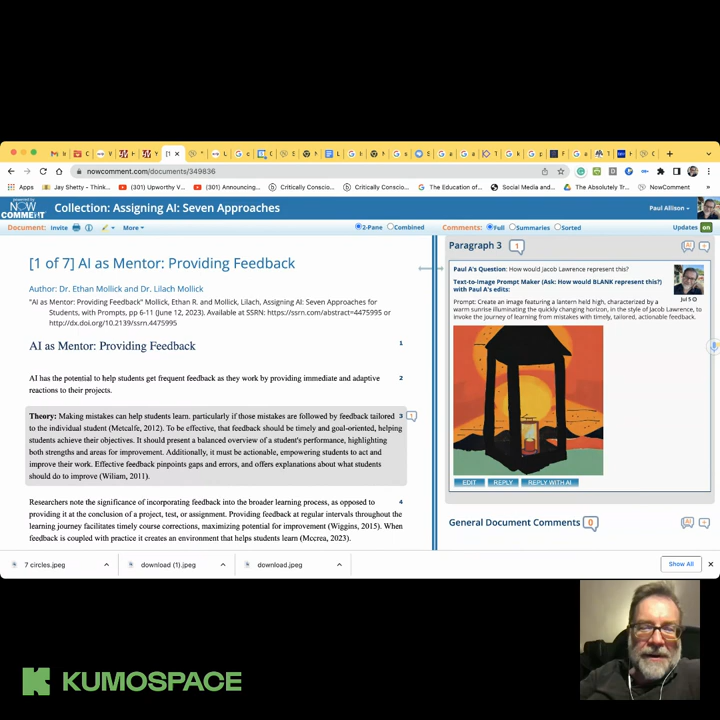 nowcomment.com/documents/349836
Apps
Jay Shetty - Think...
(301) Upworthy V...
(301) Announcing...
Critically Conscio...
Critically Conscio...
The Education of...
Social Media and...
The Absolutely Tr...
NowComment
powered by
NOW
COMMENT
Collection: Assigning AI: Seven Approaches
Paul Allison
Document: Invite
More
2-Pane
Combined
Comments: Full
Summaries
Sorted
Updates on
[1 of 7] AI as Mentor: Providing Feedback
Author: Dr. Ethan Mollick and Dr. Lilach Mollick
"AI as Mentor: Providing Feedback" Mollick, Ethan R. and Mollick, Lilach, Assigning AI: Seven Approaches for
Students, with Prompts, pp 6-11 (June 12, 2023). Available at SSRN: https://ssrn.com/abstract=4475995 or
http://dx.doi.org/10.2139/ssrn.4475995
AI as Mentor: Providing Feedback 1
AI has the potential to help students get frequent feedback as they work by providing immediate and adaptive 2
reactions to their projects.
Theory: Making mistakes can help students learn, particularly if those mistakes are followed by feedback tailored 3 1
to the individual student (Metcalfe, 2012). To be effective, that feedback should be timely and goal-oriented, helping
students achieve their objectives. It should present a balanced overview of a student's performance, highlighting
both strengths and areas for improvement. Additionally, it must be actionable, empowering students to act and
improve their work. Effective feedback pinpoints gaps and errors, and offers explanations about what students
should do to improve (Wiliam, 2011).
Researchers note the significance of incorporating feedback into the broader learning process, as opposed to 4
providing it at the conclusion of a project, test, or assignment. Providing feedback at regular intervals throughout the
learning journey facilitates timely course corrections, maximizing potential for improvement (Wiggins, 2015). When
feedback is coupled with practice it creates an environment that helps students learn (Mccrea, 2023).
Paragraph 3 1
AI
Paul A's Question: How would Jacob Lawrence represent this?
Text-to-Image Prompt Maker (Ask: How would BLANK represent this?)
with Paul A's edits:
Jul 5
Prompt: Create an image featuring a lantern held high, characterized by a
warm sunrise illuminating the quickly changing horizon, in the style of Jacob Lawrence, to
invoke the journey of learning from mistakes with timely, tailored, actionable feedback.
EDIT
REPLY
REPLY WITH AI
General Document Comments 0
AI
7 circles.jpeg
download (1).jpeg
download.jpeg
Show All
KUMOSPACE